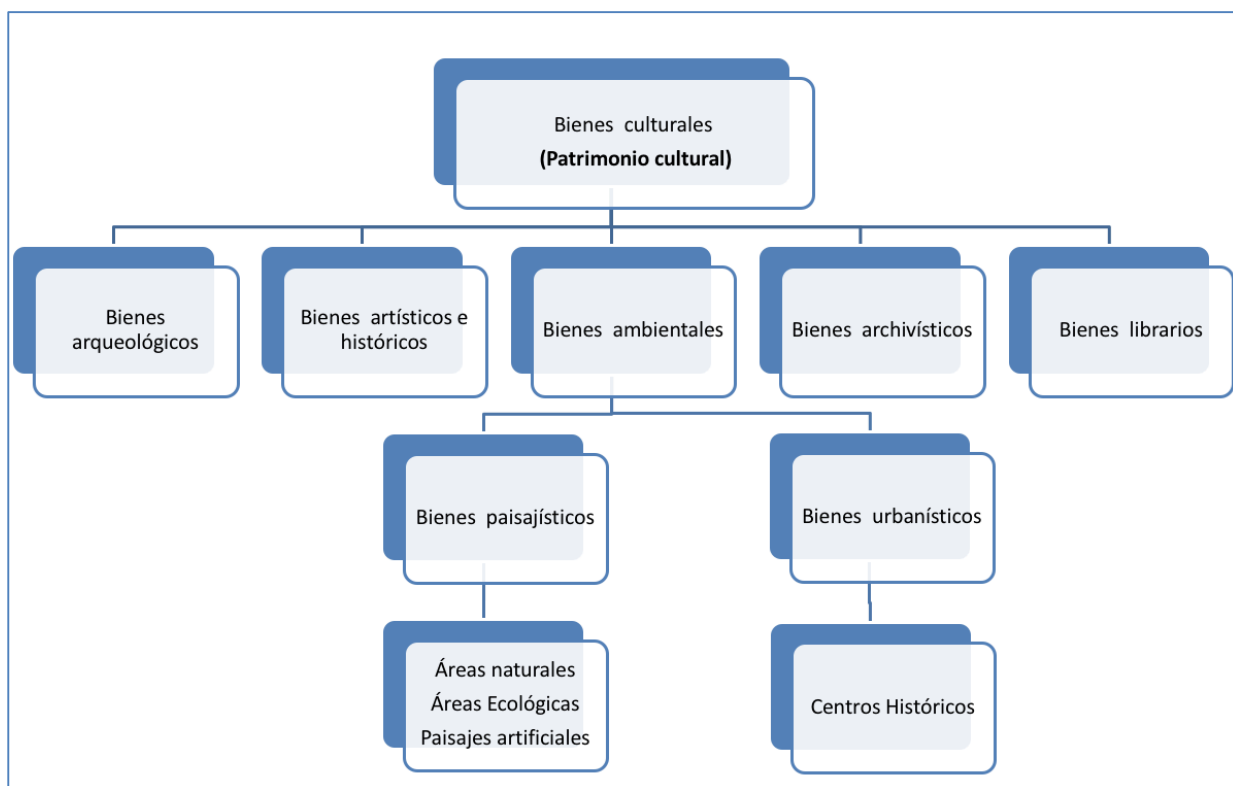 Bienes culturales
(Patrimonio cultural)
Bienes
arqueológicos
Bienes artísticos e
históricos
Bienes ambientales
Bienes archivísticos
Bienes librarios
Bienes paisajísticos
Bienes urbanísticos
Áreas naturales
Áreas Ecológicas
Paisajes artificiales
Centros Históricos